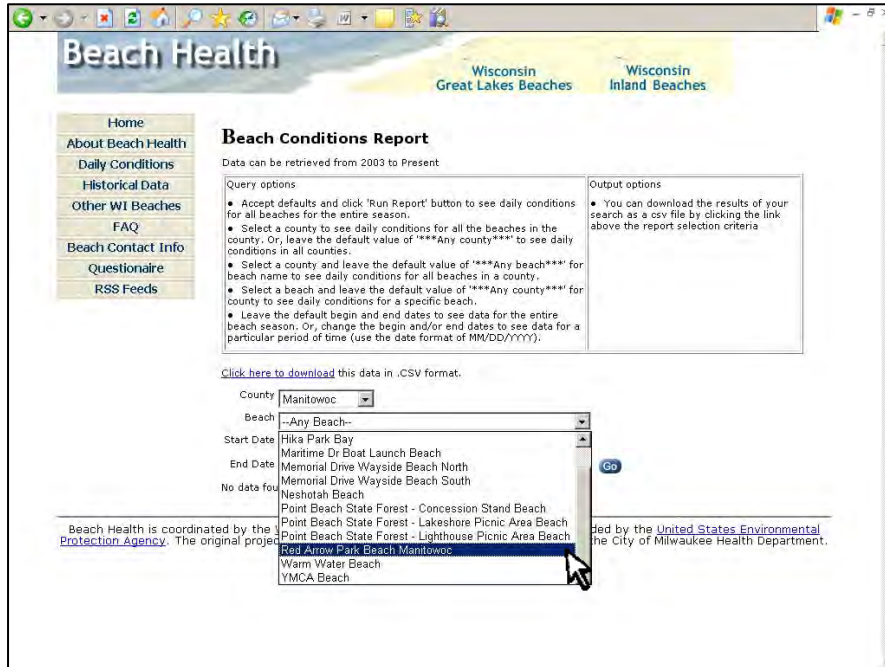 Beach Health
Wisconsin
Great Lakes Beaches
Wisconsin
Inland Beaches
Home
About Beach Health
Daily Conditions
Historical Data
Other WI Beaches
FAQ
Beach Contact Info
Questionaire
RSS Feeds
Beach Conditions Report
Data can be retrieved from 2003 to Present
Query options
• Accept defaults and click 'Run Report' button to see daily conditions
for all beaches for the entire season.
• Select a county to see daily conditions for all the beaches in the
county. Or, leave the default value of '***Any county***' to see daily
conditions in all counties.
• Select a county and leave the default value of '***Any beach***' for
beach name to see daily conditions for all beaches in a county.
• Select a beach and leave the default value of '***Any county***' for
county to see daily conditions for a specific beach.
• Leave the default begin and end dates to see data for the entire
beach season. Or, change the begin and/or end dates to see data for a
particular period of time (use the date format of MM/DD/YYYY).
Output options
• You can download the results of your
search as a csv file by clicking the link
above the report selection criteria
Click here to download this data in .CSV format.
County Manitowoc
Beach --Any Beach--
Start Date
End Date
Go
No data fou
Hika Park Bay
Maritime Dr Boat Launch Beach
Memorial Drive Wayside Beach North
Memorial Drive Wayside Beach South
Neshotah Beach
Point Beach State Forest - Concession Stand Beach
Point Beach State Forest - Lakeshore Picnic Area Beach
Point Beach State Forest - Lighthouse Picnic Area Beach
Red Arrow Park Beach Manitowoc
Warm Water Beach
YMCA Beach
Beach Health is coordinated by the ded by the United States Environmental
Protection Agency. The original projec he City of Milwaukee Health Department.